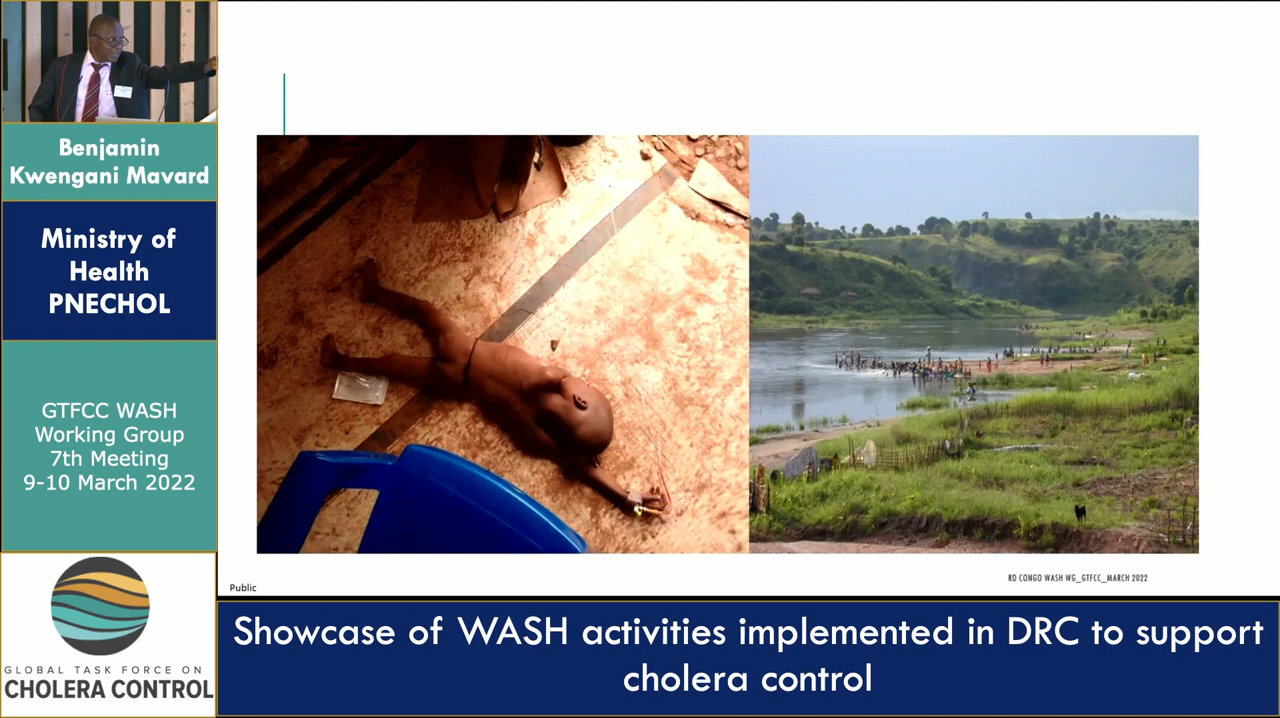 Benjamin
Kwengani Mavard
Ministry of
Health
PNECHOL
GTFCC WASH
Working Group
7th Meeting
9-10 March 2022
GLOBAL TASK FORCE ON
CHOLERA CONTROL
Public
RD CONGO WASH WG_GTFCC_MARCH 2022
Showcase of WASH activities implemented in DRC to support
cholera control